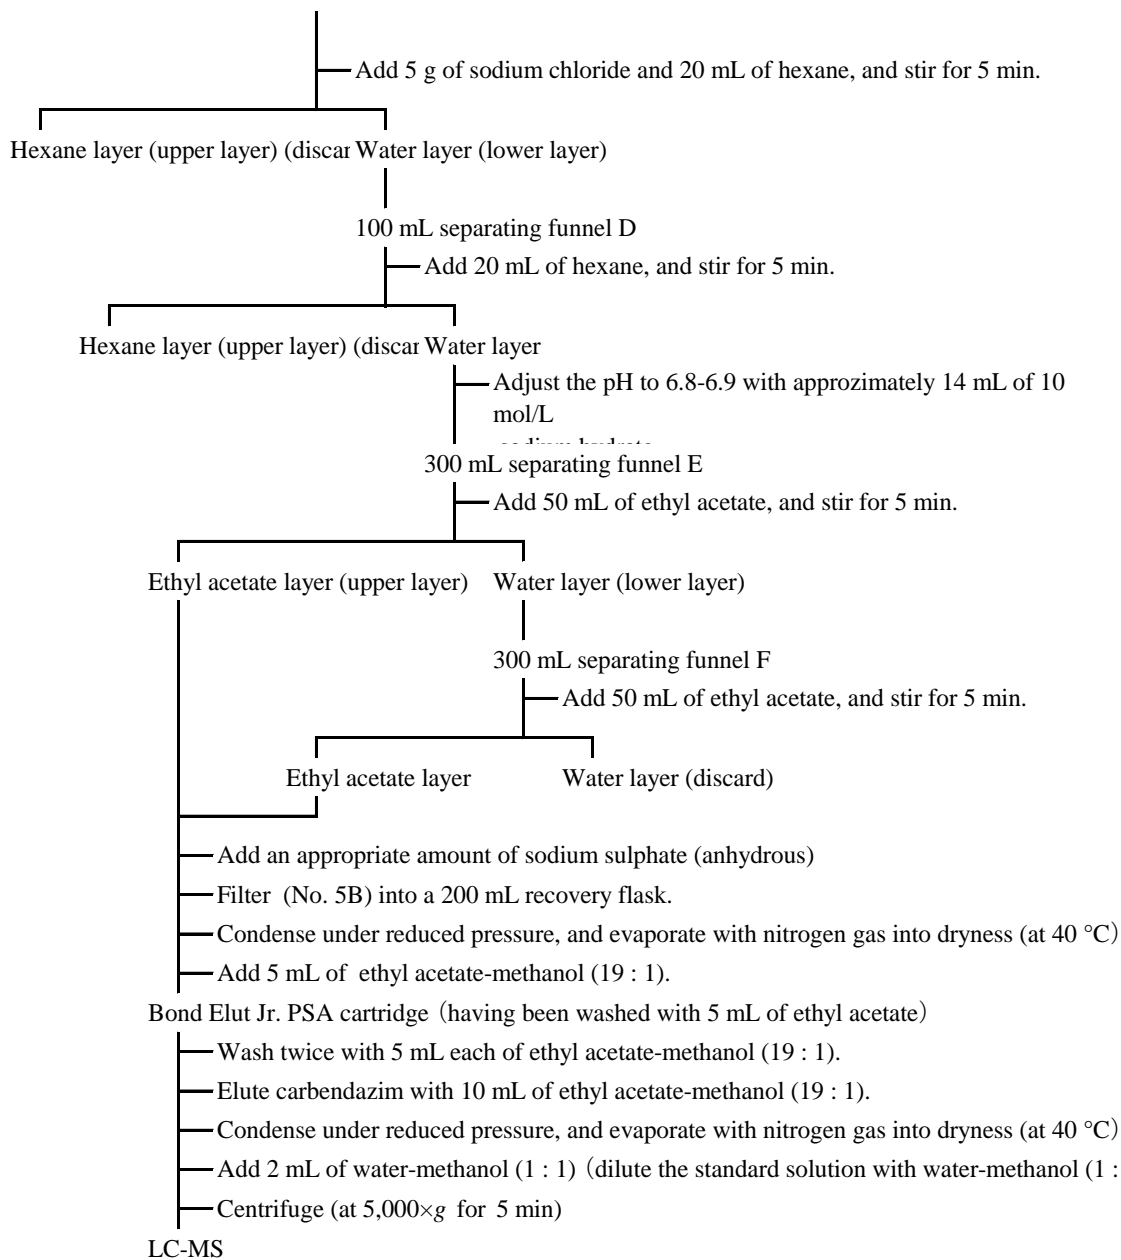 Add 5 g of sodium chloride and 20 mL of hexane, and stir for 5 min.
Hexane layer (upper layer) (discar Water layer (lower layer)
100 mL separating funnel D
Add 20 mL of hexane, and stir for 5 min.
Hexane layer (upper layer) (discar Water layer
Adjust the pH to 6.8-6.9 with approzimately 14 mL of 10
mol/L
300 mL separating funnel E
Add 50 mL of ethyl acetate, and stir for 5 min.
Ethyl acetate layer (upper layer) Water layer (lower layer)
300 mL separating funnel F
Add 50 mL of ethyl acetate, and stir for 5 min.
Ethyl acetate layer Water layer (discard)
Add an appropriate amount of sodium sulphate (anhydrous)
Filter (No. 5B) into a 200 mL recovery flask.
Condense under reduced pressure, and evaporate with nitrogen gas into dryness (at 40 °C)
Add 5 mL of ethyl acetate-methanol (19 : 1).
Bond Elut Jr. PSA cartridge（having been washed with 5 mL of ethyl acetate）
Wash twice with 5 mL each of ethyl acetate-methanol (19 : 1).
Elute carbendazim with 10 mL of ethyl acetate-methanol (19 : 1).
Condense under reduced pressure, and evaporate with nitrogen gas into dryness (at 40 °C)
Add 2 mL of water-methanol (1 : 1)（dilute the standard solution with water-methanol (1 :
Centrifuge (at 5,000×g for 5 min)
LC-MS